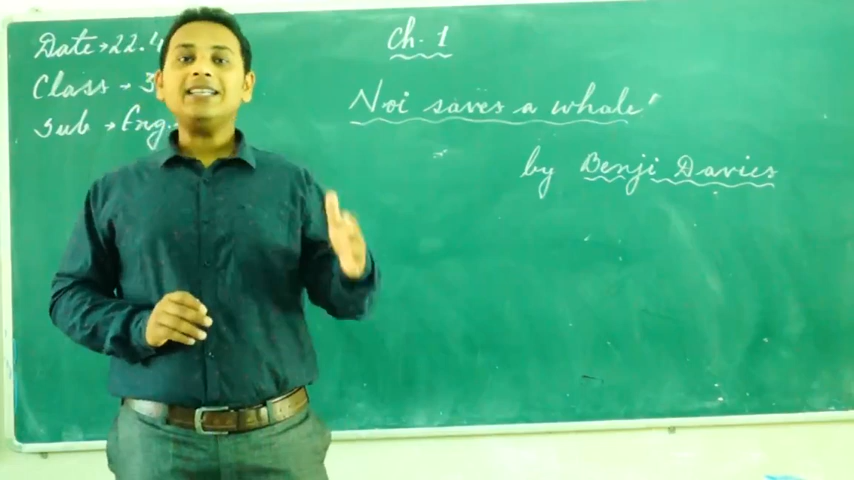 Date → 22.4
Class → 3
Sub → Eng.
Ch. 1
Noi saves a whale'
by Benji Davies